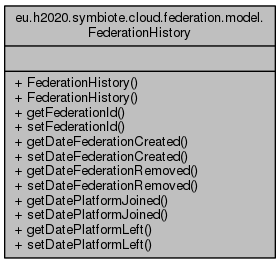 eu.h2020.symbiote.cloud.federation.model.
FederationHistory
+ FederationHistory()
+ FederationHistory()
+ getFederationId()
+ setFederationId()
+ getDateFederationCreated()
+ setDateFederationCreated()
+ getDateFederationRemoved()
+ setDateFederationRemoved()
+ getDatePlatformJoined()
+ setDatePlatformJoined()
+ getDatePlatformLeft()
+ setDatePlatformLeft()